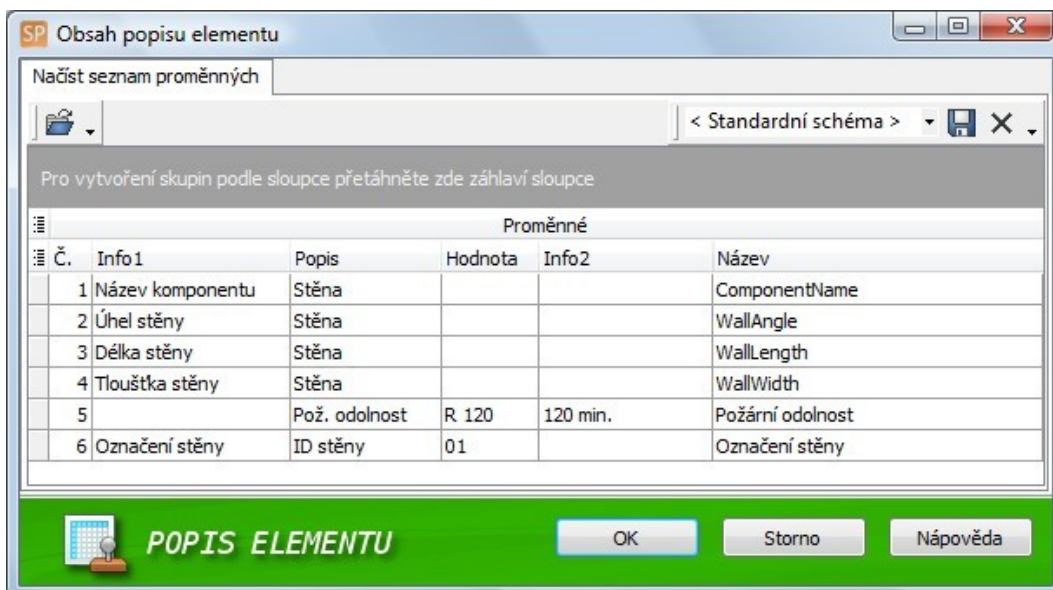 SP Obsah popisu elementu
Načíst seznam proměnných
< Standardní schéma >
Pro vytvoření skupin podle sloupce přetáhněte zde záhlaví sloupce
Proměnné
Č. Info1 Popis Hodnota Info2 Název
1 Název komponentu Stěna ComponentName
2 Úhel stěny Stěna WallAngle
3 Délka stěny Stěna WallLength
4 Tloušťka stěny Stěna WallWidth
5 Pož. odolnost R 120 120 min. Požární odolnost
6 Označení stěny ID stěny 01 Označení stěny
POPIS ELEMENTU OK Storno Nápověda